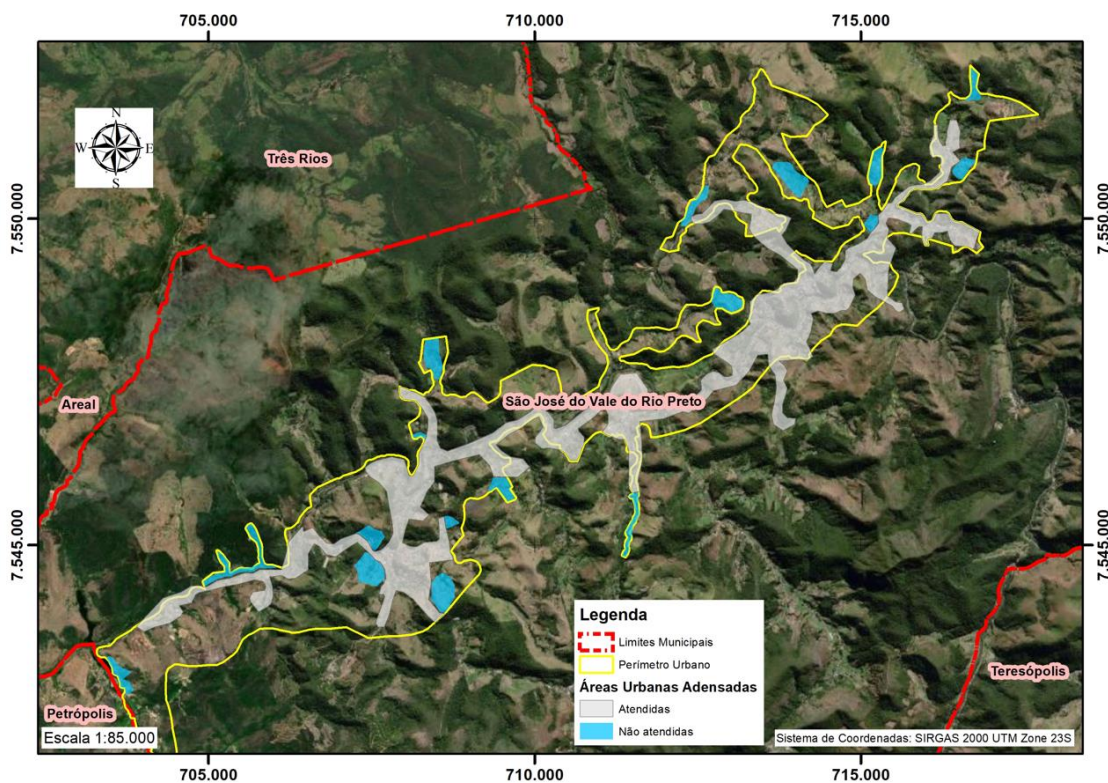 705.000
710.000
715.000
N
W
E
S
Três Rios
7.550.000
7.550.000
Areal
São José do Vale do Rio Preto
7.545.000
7.545.000
Legenda
Limites Municipais
Perímetro Urbano
Áreas Urbanas Adensadas
Atendidas
Não atendidas
Teresópolis
Petrópolis
Escala 1:85.000
Sistema de Coordenadas: SIRGAS 2000 UTM Zone 23S
705.000
710.000
715.000